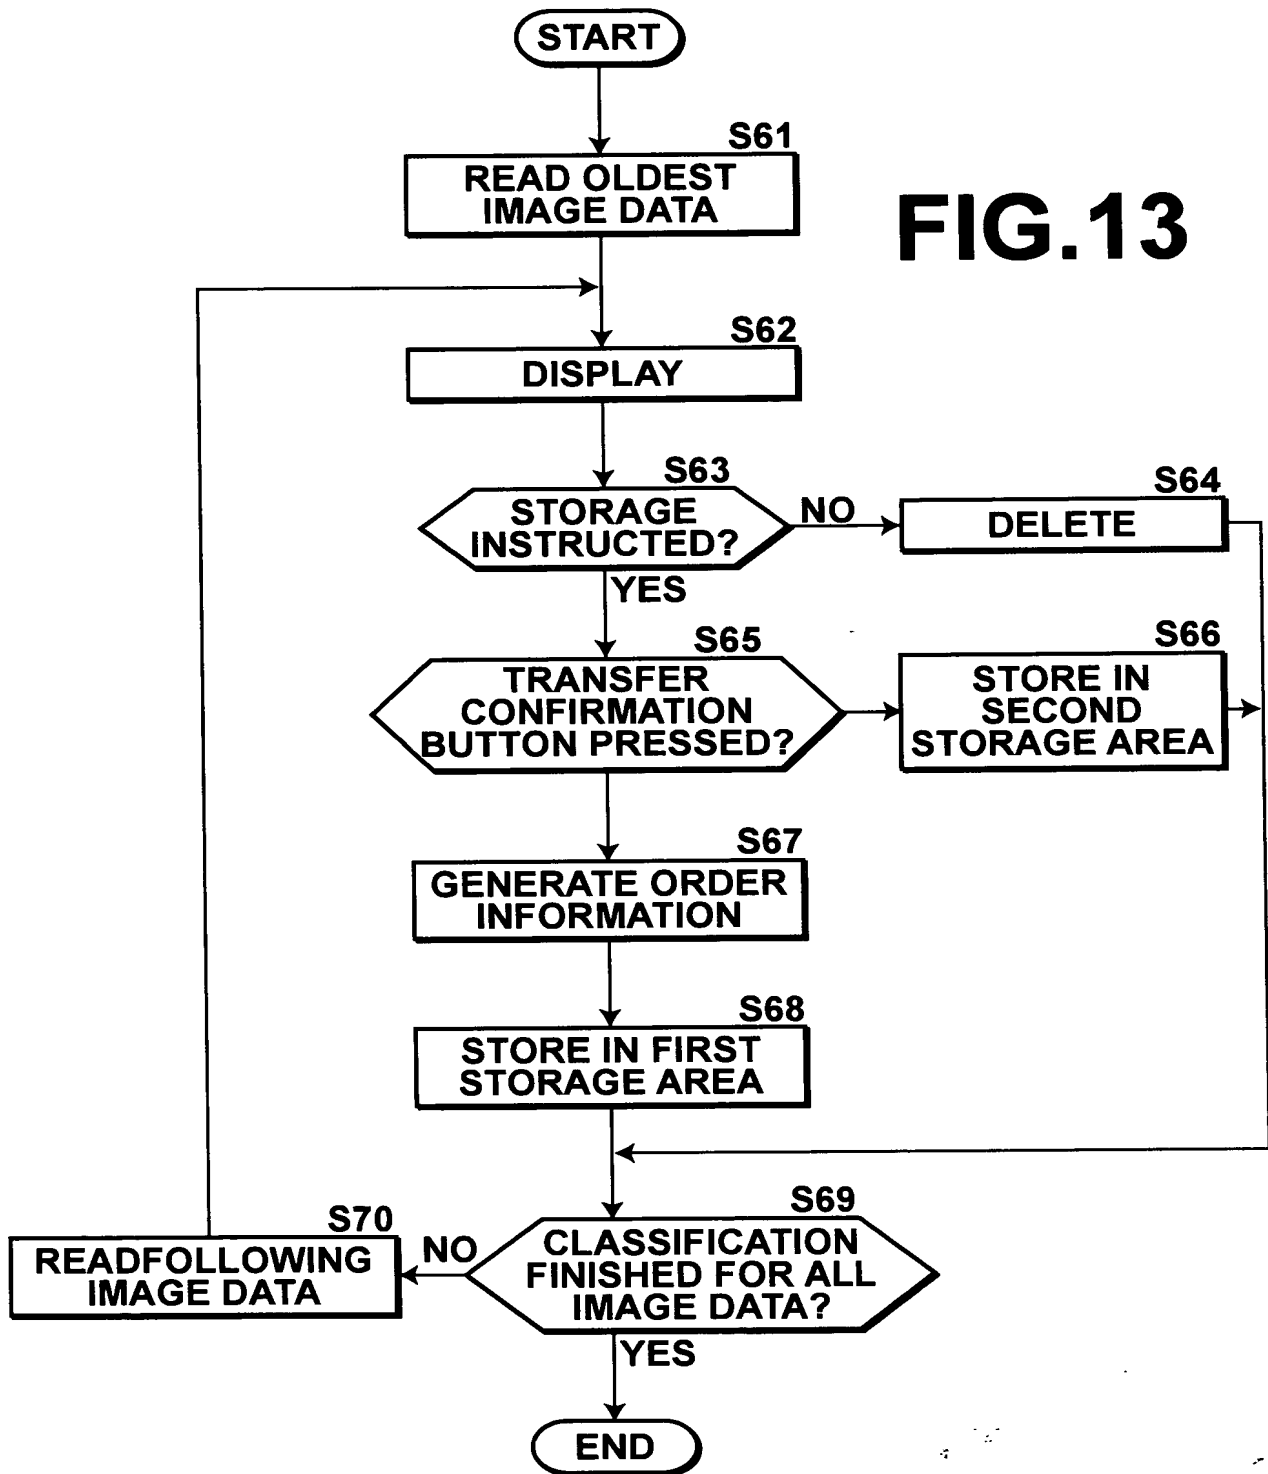 START
S61
READ OLDEST
IMAGE DATA
FIG.13
S62
DISPLAY
S63
STORAGE
INSTRUCTED?
NO
S64
DELETE
YES
S65
TRANSFER
CONFIRMATION
BUTTON PRESSED?
S66
STORE IN
SECOND
STORAGE AREA
S67
GENERATE ORDER
INFORMATION
S68
STORE IN FIRST
STORAGE AREA
S69
CLASSIFICATION
FINISHED FOR ALL
IMAGE DATA?
NO
S70
READFOLLOWING
IMAGE DATA
YES
END